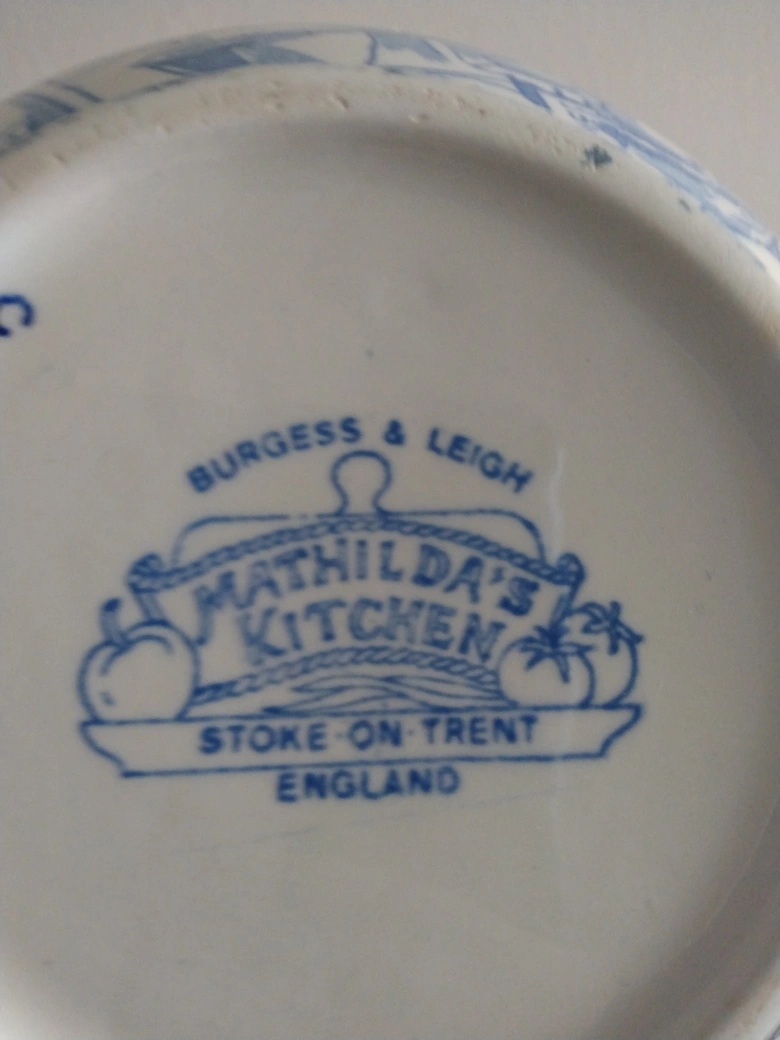 C
BURGESS & LEIGH
MATHILDA'S
KITCHEN
STOKE-ON-TRENT
ENGLAND